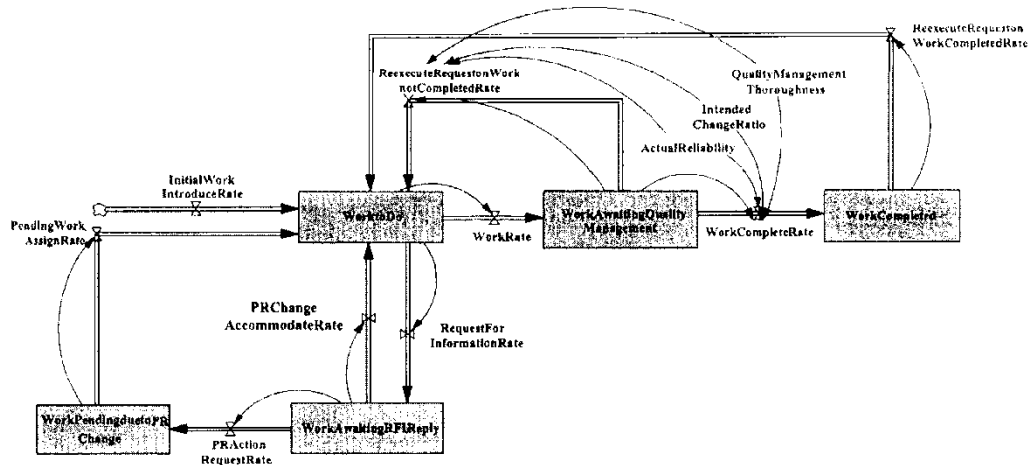 ReexecuteRequeston
WorkCompletedRate
ReexecuteRequestonWork
notCompletedRate
QualityManagement
Thoroughness
Intended
ChangeRatio
ActualReliability
InitialWork
IntroduceRate
PendingWork
AssignRate
WorktoDo
WorkRate
WorkAwaitingQuality
Management
WorkCompleteRate
WorkCompleted
PRChange
AccommodateRate
RequestFor
InformationRate
WorkPendingduetoPR
Change
PRAction
RequestRate
WorkAwaitingRFIReply